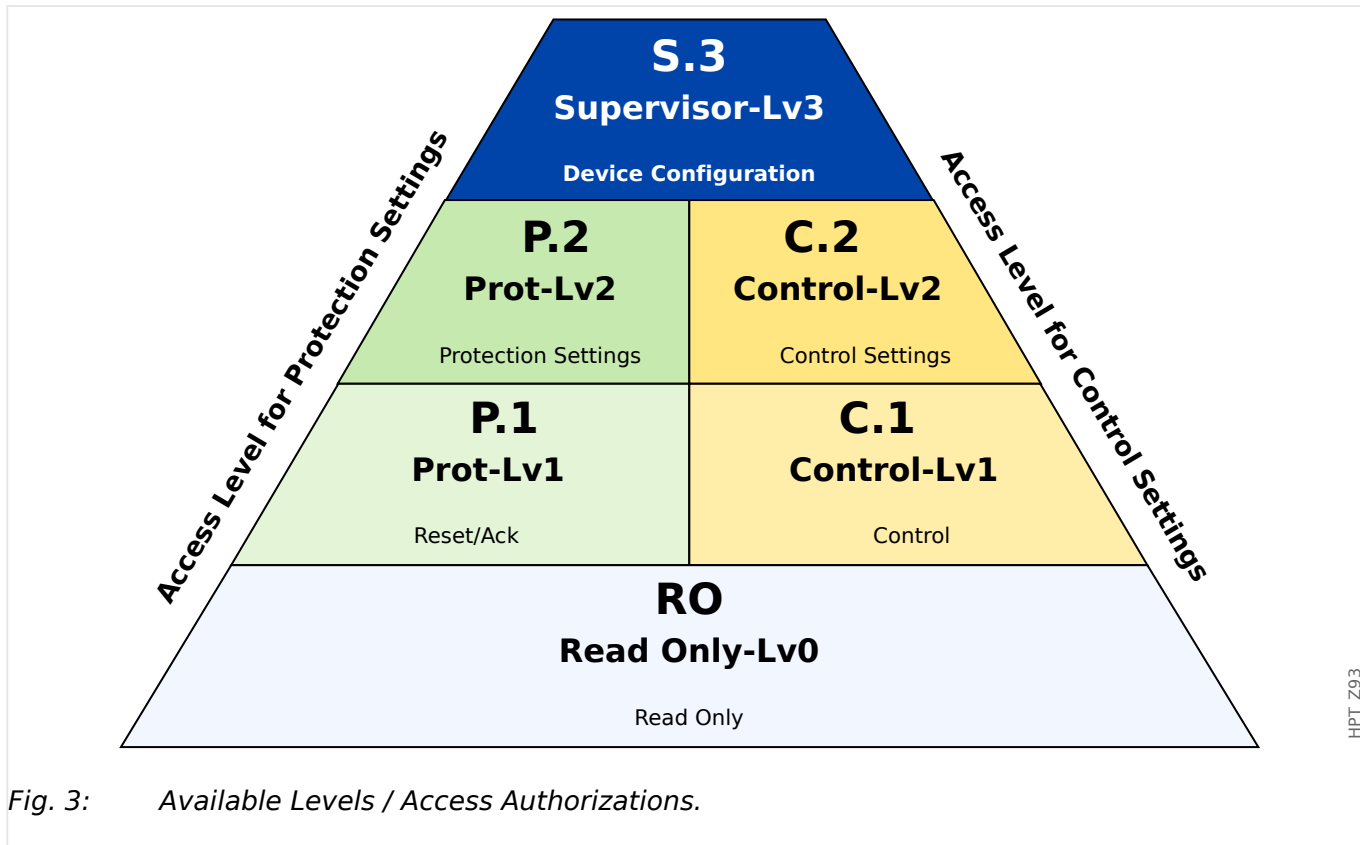 S.3
Supervisor-Lv3
Device Configuration
Access Level for Protection Settings
Access Level for Control Settings
P.2
Prot-Lv2
Protection Settings
C.2
Control-Lv2
Control Settings
P.1
Prot-Lv1
Reset/Ack
C.1
Control-Lv1
Control
RO
Read Only-Lv0
Read Only
HPT_Z93
Fig. 3: Available Levels / Access Authorizations.